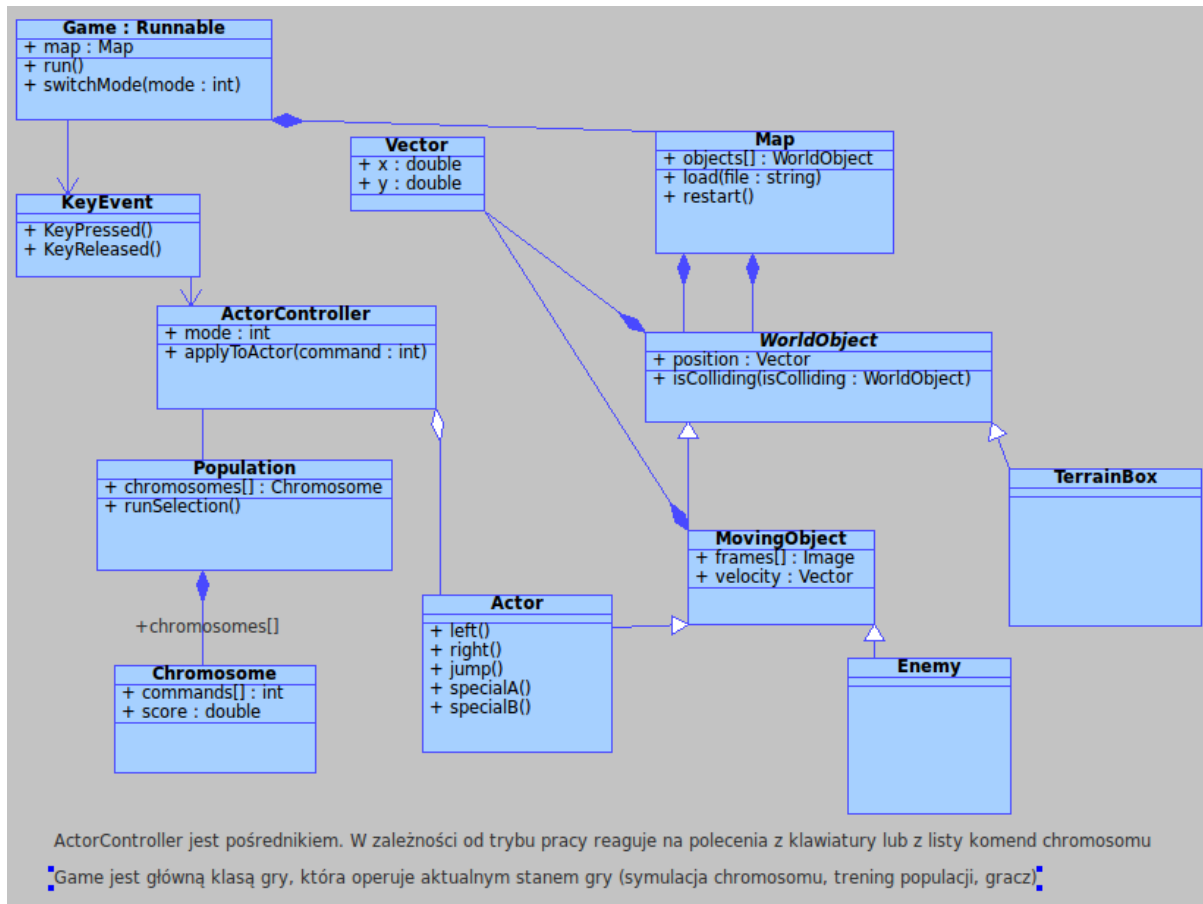 Game : Runnable
+ map : Map
+ run()
+ switchMode(mode : int)
Vector
+ x : double
+ y : double
Map
+ objects[] : WorldObject
+ load(file : string)
+ restart()
KeyEvent
+ KeyPressed()
+ KeyReleased()
ActorController
+ mode : int
+ applyToActor(command : int)
WorldObject
+ position : Vector
+ isColliding(isColliding : WorldObject)
Population
+ chromosomes[] : Chromosome
+ runSelection()
TerrainBox
MovingObject
+ frames[] : Image
+ velocity : Vector
+chromosomes[]
Actor
+ left()
+ right()
+ jump()
+ specialA()
+ specialB()
Chromosome
+ commands[] : int
+ score : double
Enemy
ActorController jest pośrednikiem. W zależności od trybu pracy reaguje na polecenia z klawiatury lub z listy komend chromosomu
Game jest główną klasą gry, która operuje aktualnym stanem gry (symulacja chromosomu, trening populacji, gracz)